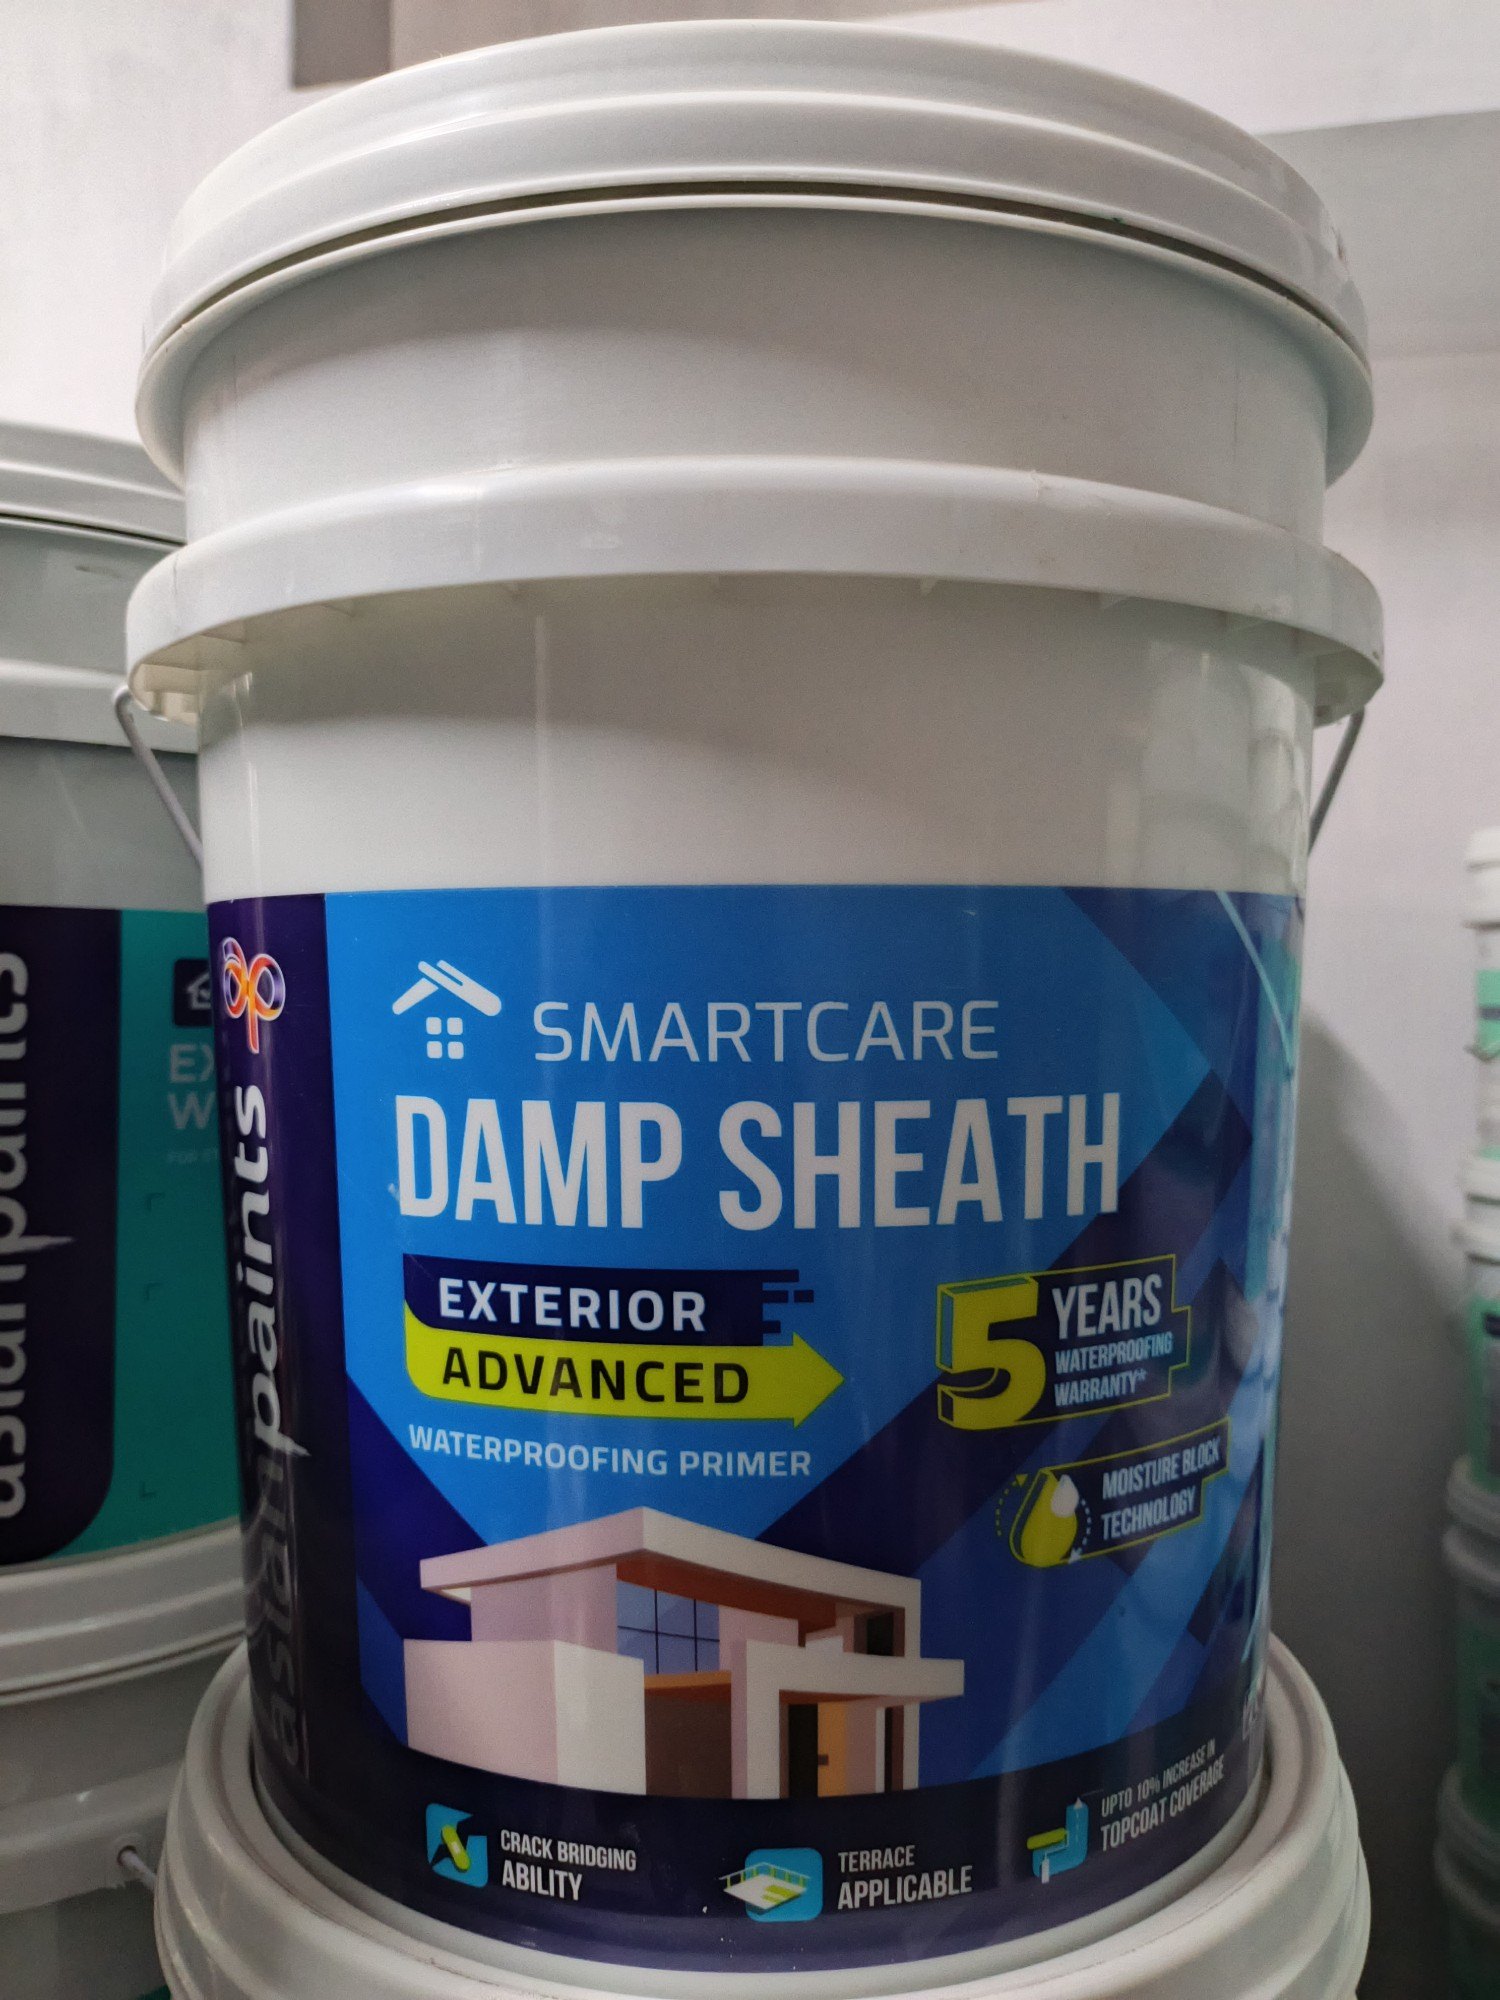 asianpaints
SMARTCARE
DAMP SHEATH
EXTERIOR
ADVANCED
WATERPROOFING PRIMER
5
YEARS
WATERPROOFING
WARRANTY*
MOISTURE BLOCK
TECHNOLOGY
CRACK BRIDGING
ABILITY
TERRACE
APPLICABLE
UPTO 10% INCREASE IN
TOPCOAT COVERAGE
asianpaints
EX
W